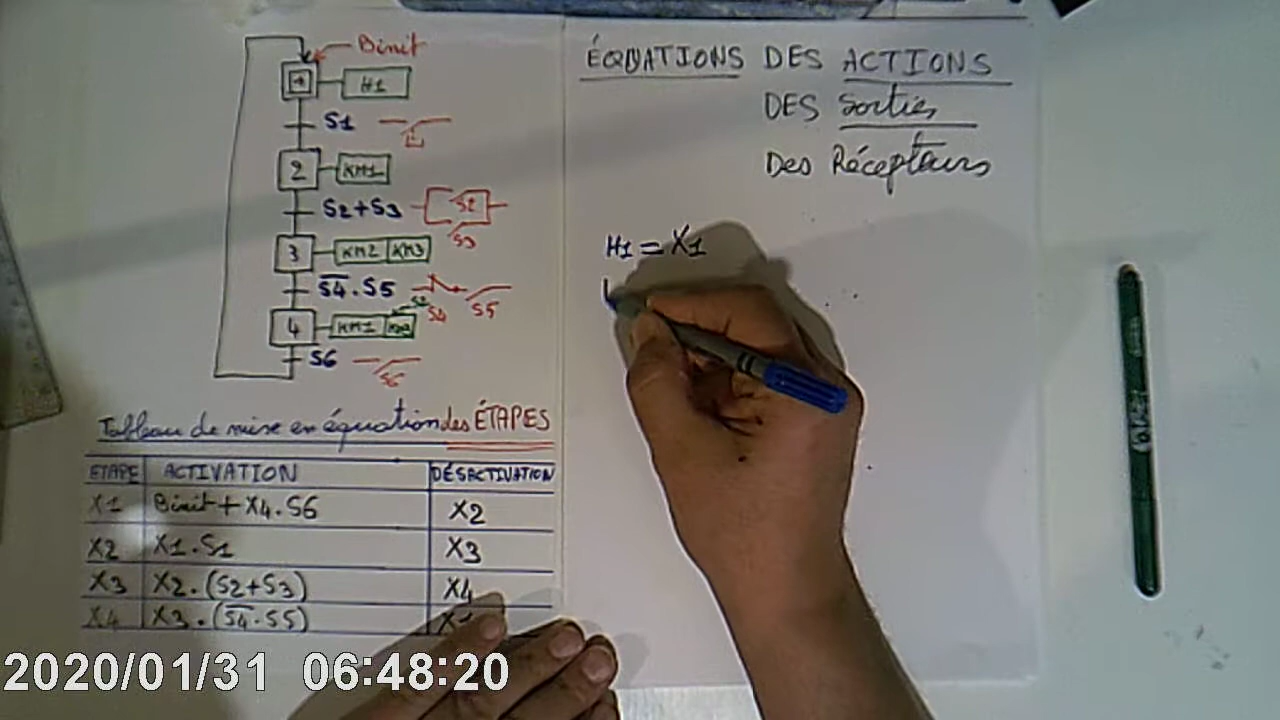 Binit
H1
S1
2 KM1
S2+S3 S2
S3
3 KM2 KM3
S4.S5 S4 S5
4 KM1
S6
S6
Tableau de mise en équation des ÉTAPES
ETAPE ACTIVATION DÉSACTIVATION
X1 Binit + X4.S6 X2
X2 X1.S1 X3
X3 X2.(S2+S3) X4
X4 X3.(S̅4̅.S5)
ÉQUATIONS DES ACTIONS
DES Sorties
Des Récepteurs
H1 = X1
2020/01/31 06:48:20